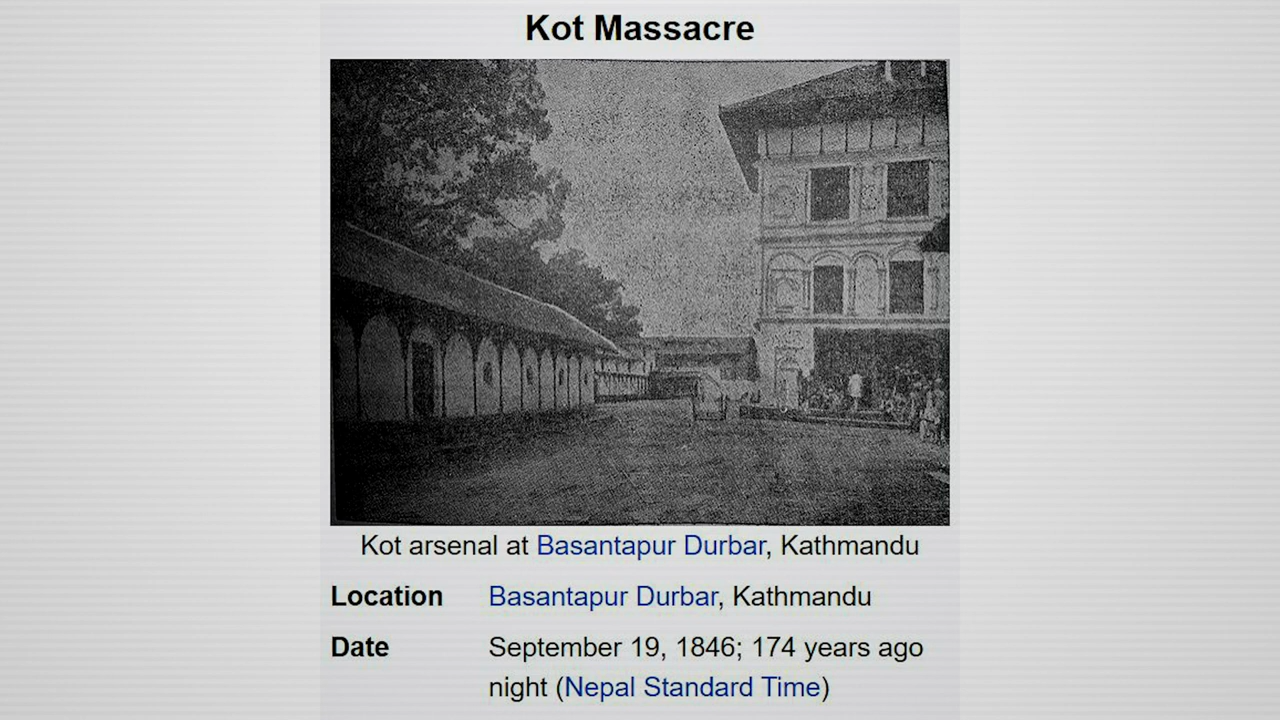 Kot Massacre
Kot arsenal at Basantapur Durbar, Kathmandu
Location Basantapur Durbar, Kathmandu
Date September 19, 1846; 174 years ago
night (Nepal Standard Time)